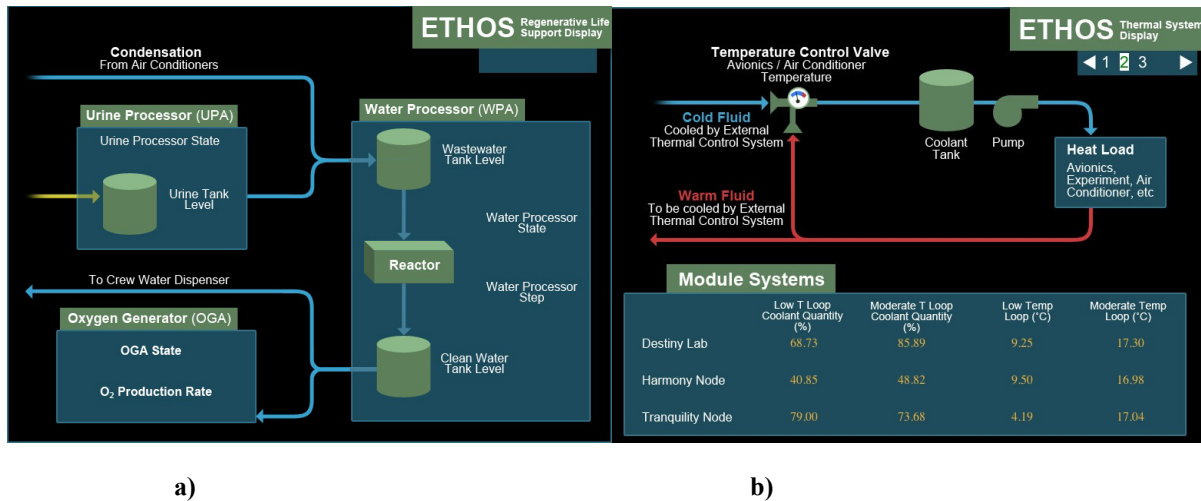 ETHOS Regenerative Life
Support Display
Condensation
From Air Conditioners
Urine Processor (UPA)
Urine Processor State
Urine Tank
Level
Water Processor (WPA)
Wastewater
Tank Level
Water Processor
State
Reactor
Water Processor
Step
Clean Water
Tank Level
To Crew Water Dispenser
Oxygen Generator (OGA)
OGA State
O₂ Production Rate
a)
ETHOS Thermal System
Display
1 2 3
Temperature Control Valve
Avionics / Air Conditioner
Temperature
Cold Fluid
Cooled by External
Thermal Control System
Coolant
Tank
Pump
Heat Load
Avionics,
Experiment, Air
Conditioner, etc
Warm Fluid
To be cooled by External
Thermal Control System
Module Systems
Low T Loop
Coolant Quantity
(%)
Moderate T Loop
Coolant Quantity
(%)
Low Temp
Loop (°C)
Moderate Temp
Loop (°C)
Destiny Lab 68.73 85.89 9.25 17.30
Harmony Node 40.85 48.82 9.50 16.98
Tranquility Node 79.00 73.68 4.19 17.04
b)